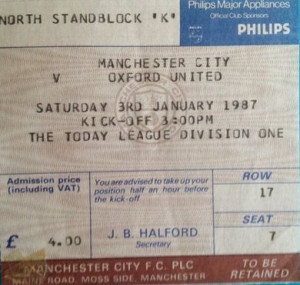 NORTH STANDBLOCK "K"
Philips Major Appliances
Official Club Sponsors
PHILIPS
MANCHESTER CITY
V OXFORD UNITED
SATURDAY 3RD JANUARY 1987
KICK-OFF 3:00PM
THE TODAY LEAGUE DIVISION ONE
Admission price
(including VAT)
£ 4.00
You are advised to take up your
position half an hour before
the kick-off
J. B. HALFORD
Secretary
ROW
17
SEAT
7
MANCHESTER CITY F.C. PLC
MAINE ROAD, MOSS SIDE, MANCHESTER
TO BE
RETAINED